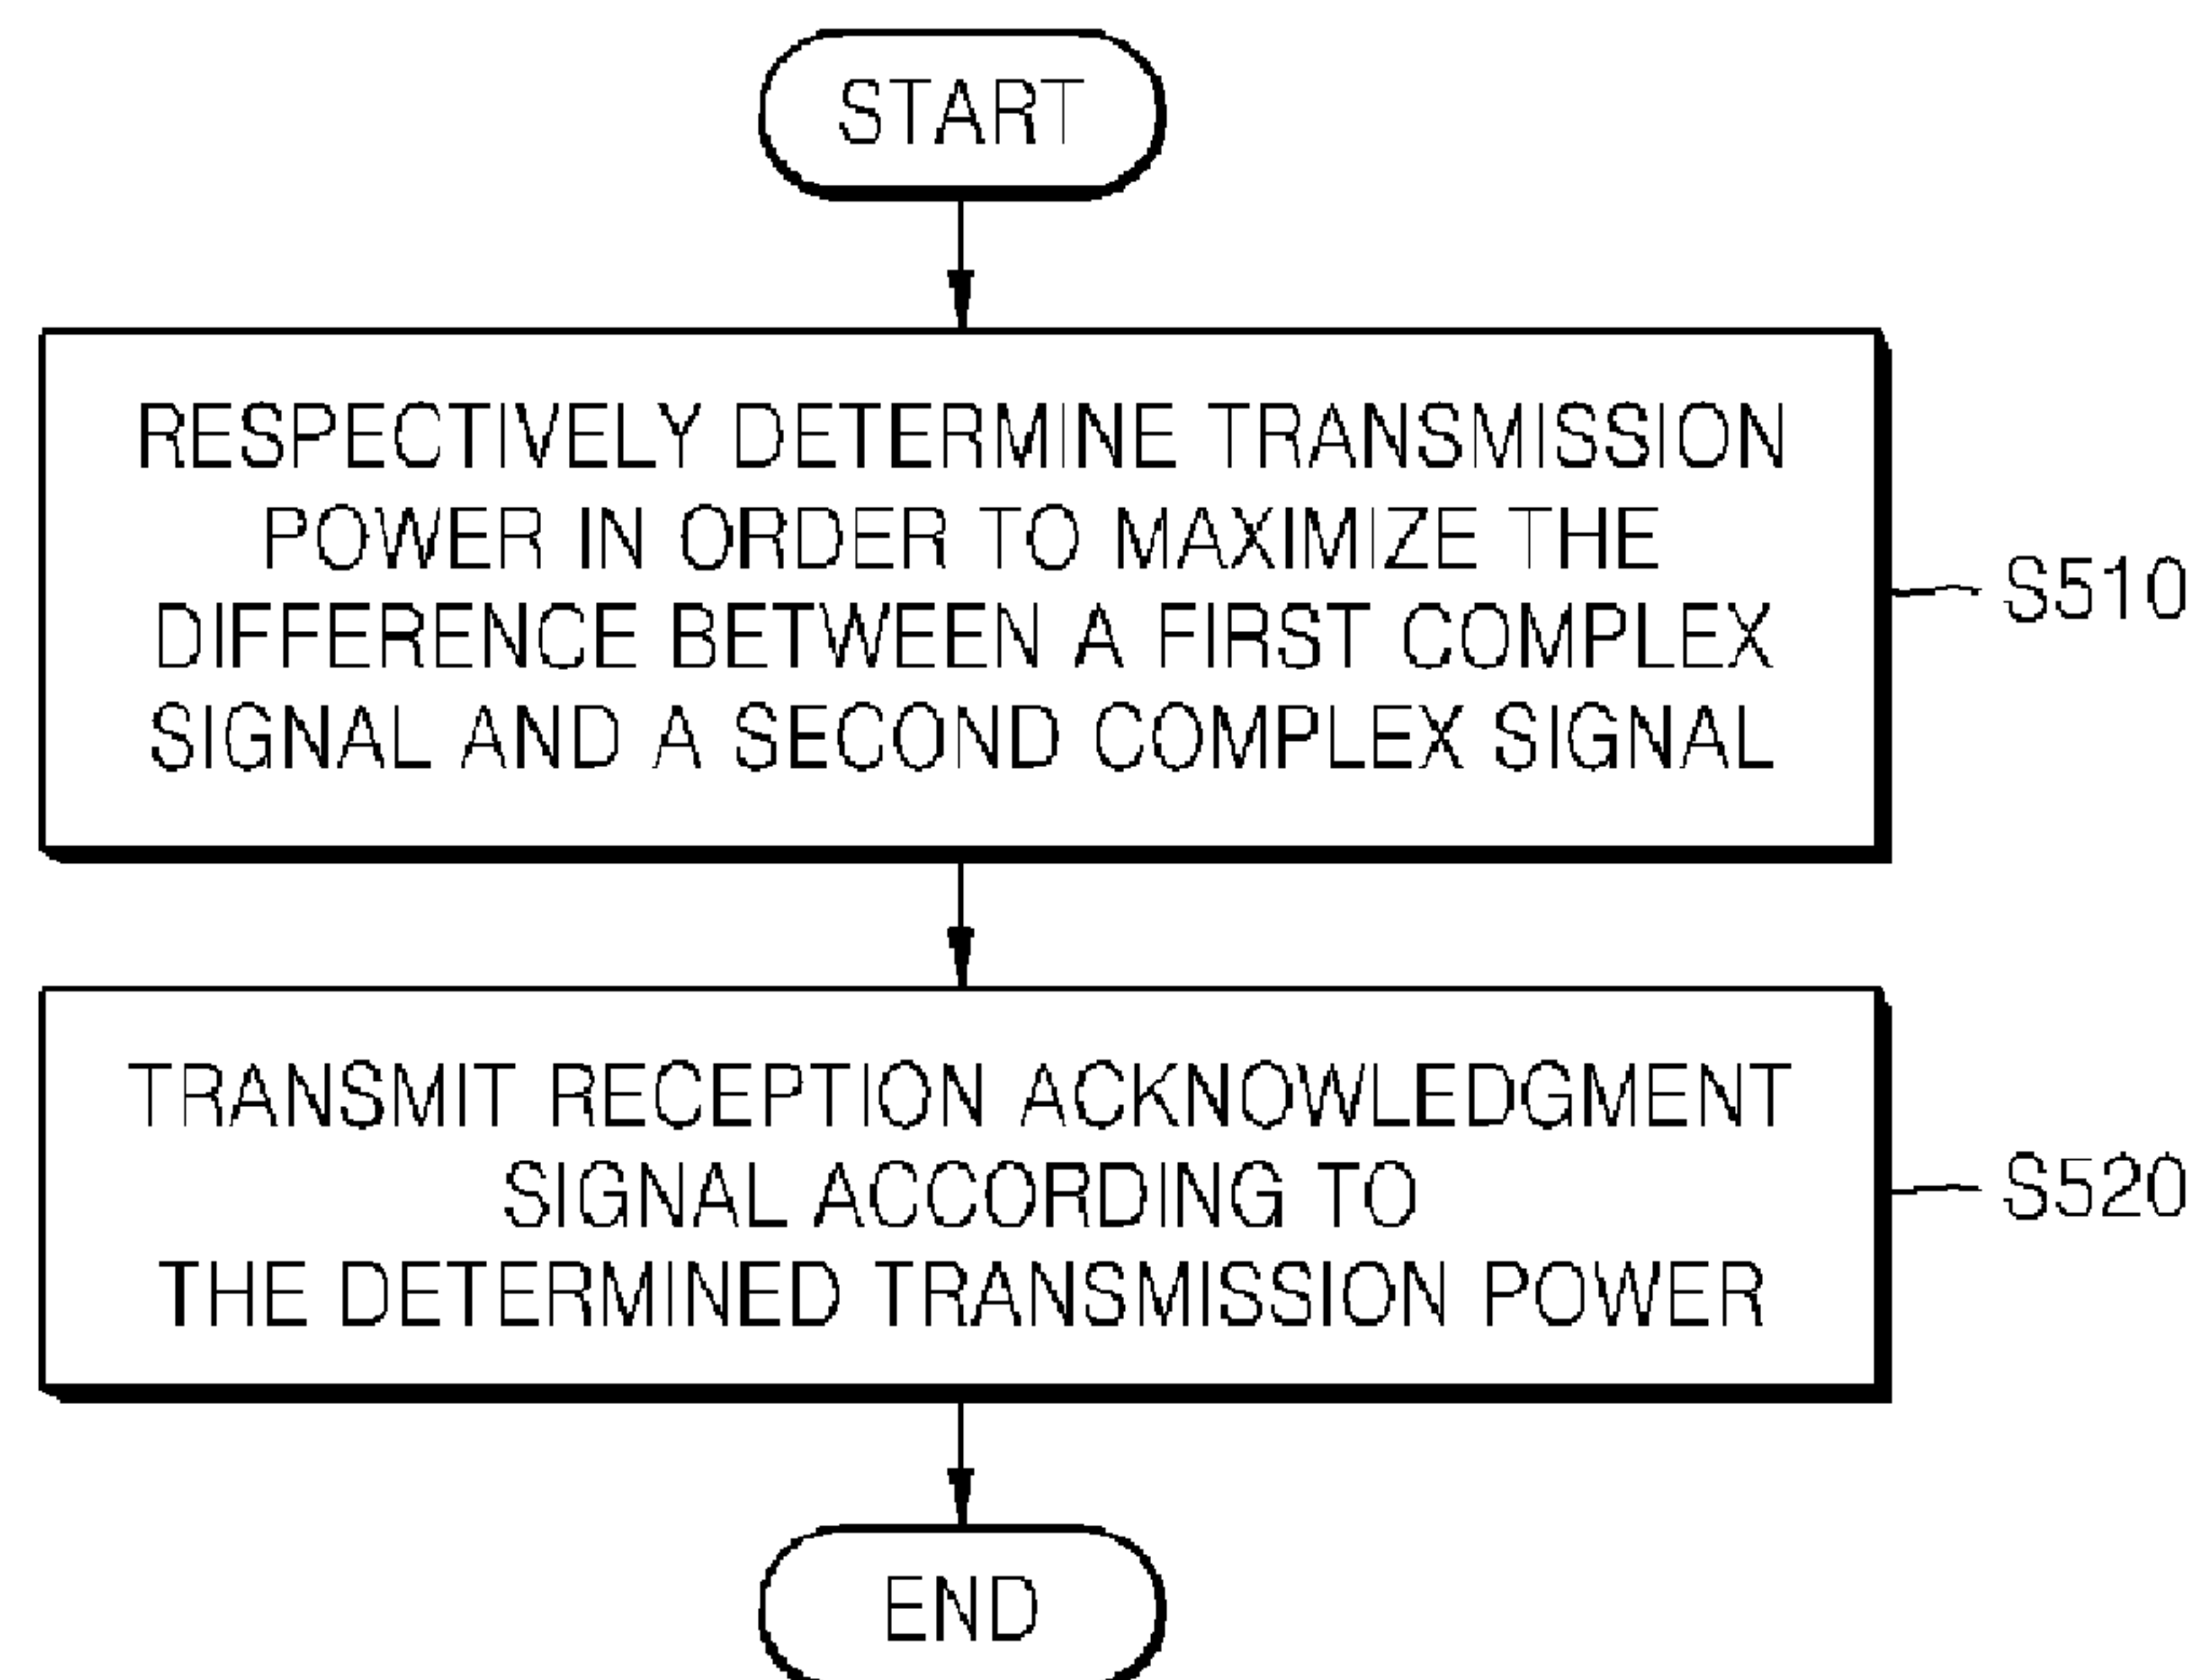 START
RESPECTIVELY DETERMINE TRANSMISSION
POWER IN ORDER TO MAXIMIZE THE
DIFFERENCE BETWEEN A FIRST COMPLEX
SIGNAL AND A SECOND COMPLEX SIGNAL
S510
TRANSMIT RECEPTION ACKNOWLEDGMENT
SIGNAL ACCORDING TO
THE DETERMINED TRANSMISSION POWER
S520
END